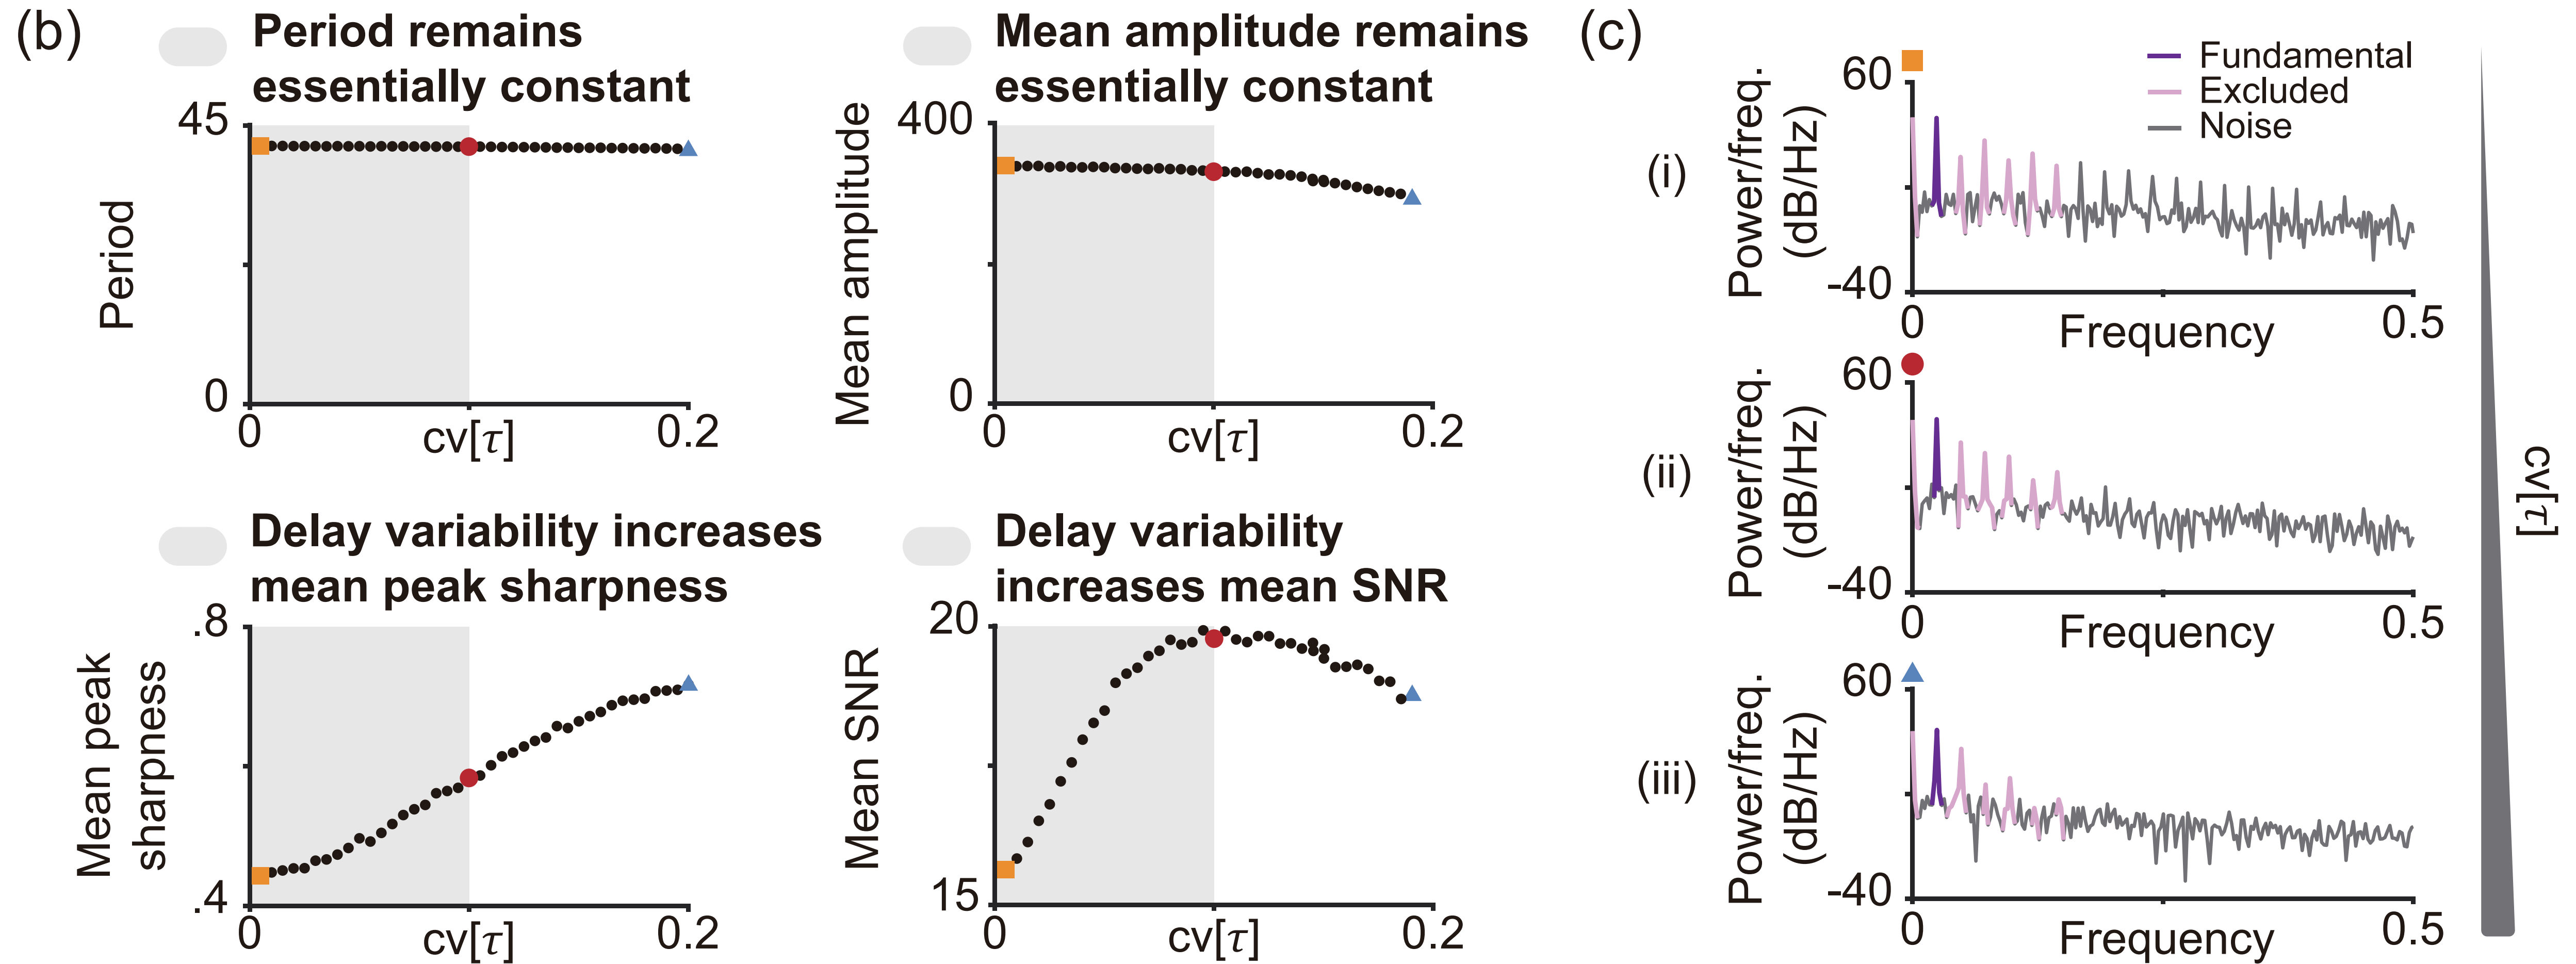 (b)
Period remains
essentially constant
45
0
Period
0
cv[τ]
0.2
Mean amplitude remains
essentially constant
400
0
Mean amplitude
0
cv[τ]
0.2
Delay variability increases
mean peak sharpness
.8
.4
Mean peak
sharpness
0
cv[τ]
0.2
Delay variability
increases mean SNR
20
15
Mean SNR
0
cv[τ]
0.2
(c)
Fundamental
Excluded
Noise
(i)
Power/freq.
(dB/Hz)
60
-40
0
Frequency
0.5
(ii)
Power/freq.
(dB/Hz)
60
-40
0
Frequency
0.5
(iii)
Power/freq.
(dB/Hz)
60
-40
0
Frequency
0.5
cv[τ]